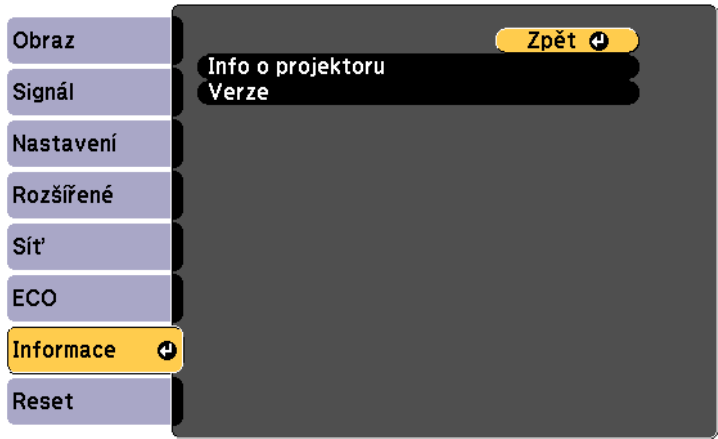 Obraz
Signál
Nastavení
Rozšířené
Síť
ECO
Informace
Reset
Zpět
Info o projektoru
Verze